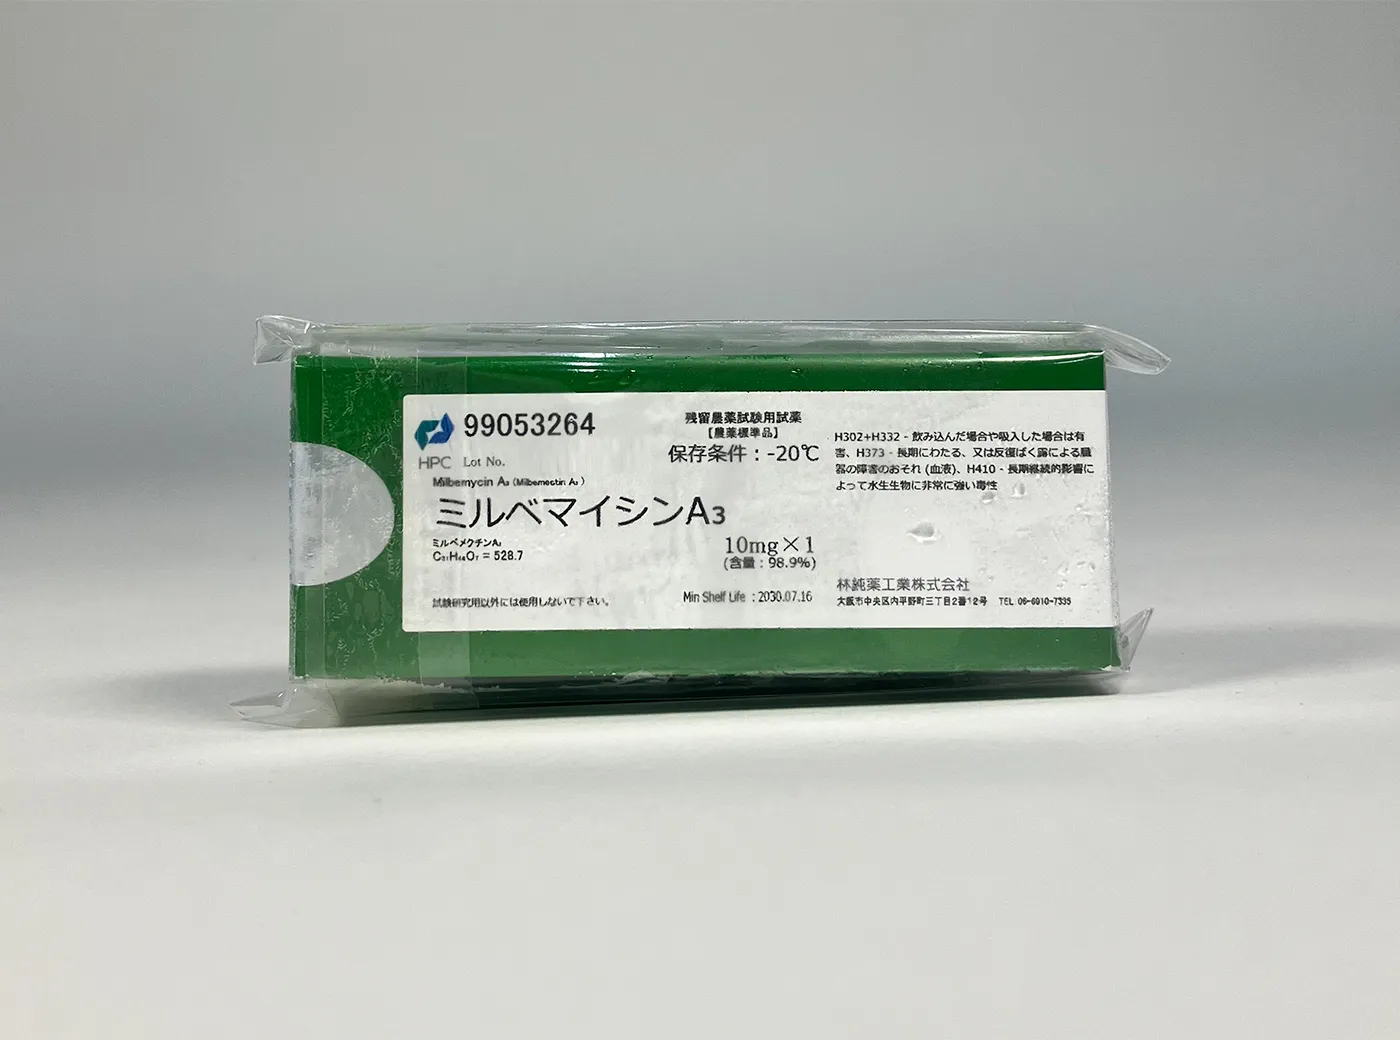 99053264
HPC Lot No.
Milbemycin A₃ (Milbemectin A₃)
ミルベマイシンA₃
ミルベメクチンA₃
C₃₁H₄₄O₇ = 528.7
試験研究用以外には使用しないで下さい。
残留農薬試験用試薬
【農薬標準品】
保存条件：-20℃
10mg×1
(含量：98.9%)
Min Shelf Life : 2030.07.16
H302+H332 - 飲み込んだ場合や吸入した場合は有
害、H373 - 長期にわたる、又は反復ばく露による臓
器の障害のおそれ (血液)、H410 - 長期継続的影響に
よって水生生物に非常に強い毒性
林純薬工業株式会社
大阪市中央区内平野町三丁目2番12号 TEL 06-6910-7335